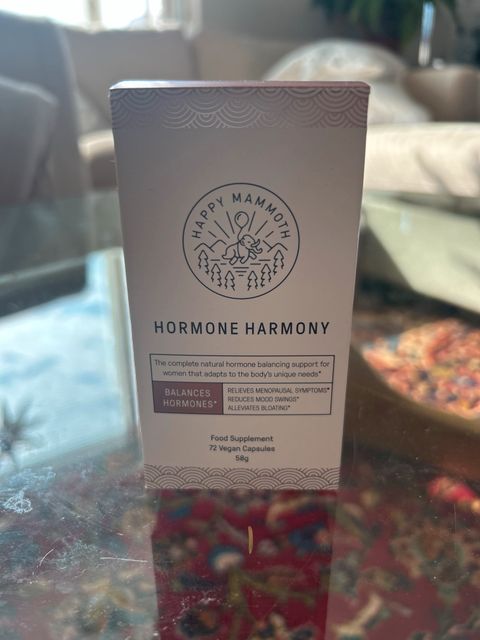 HAPPY MAMMOTH
HORMONE HARMONY
The complete natural hormone balancing support for
women that adapts to the body's unique needs*
BALANCES
HORMONES*
RELIEVES MENOPAUSAL SYMPTOMS*
REDUCES MOOD SWINGS*
ALLEVIATES BLOATING*
Food Supplement
72 Vegan Capsules
58g